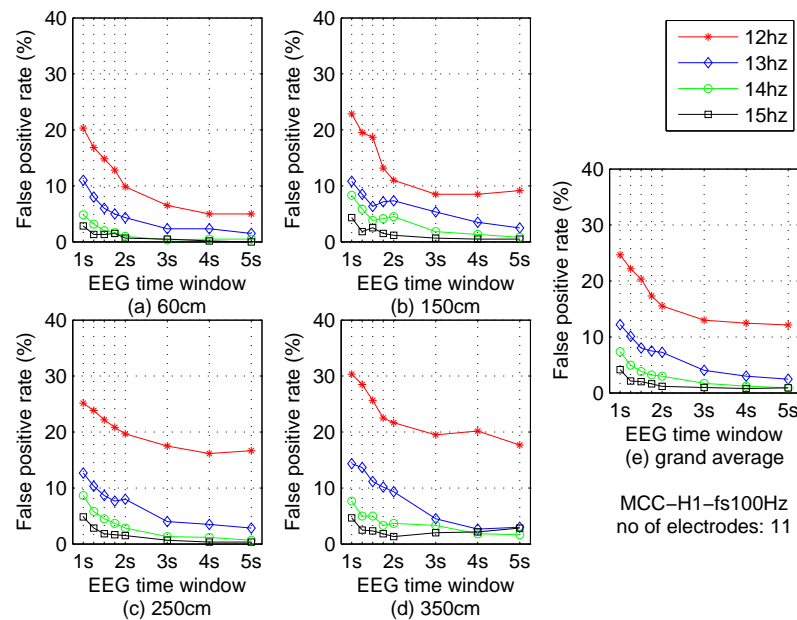 40
30
20
10
0
1s 2s 3s 4s 5s
False positive rate (%)
EEG time window
(a) 60cm
40
30
20
10
0
1s 2s 3s 4s 5s
False positive rate (%)
EEG time window
(b) 150cm
12hz
13hz
14hz
15hz
40
30
20
10
0
1s 2s 3s 4s 5s
False positive rate (%)
EEG time window
(c) 250cm
40
30
20
10
0
1s 2s 3s 4s 5s
False positive rate (%)
EEG time window
(d) 350cm
40
30
20
10
0
1s 2s 3s 4s 5s
False positive rate (%)
EEG time window
(e) grand average
MCC−H1−fs100Hz
no of electrodes: 11